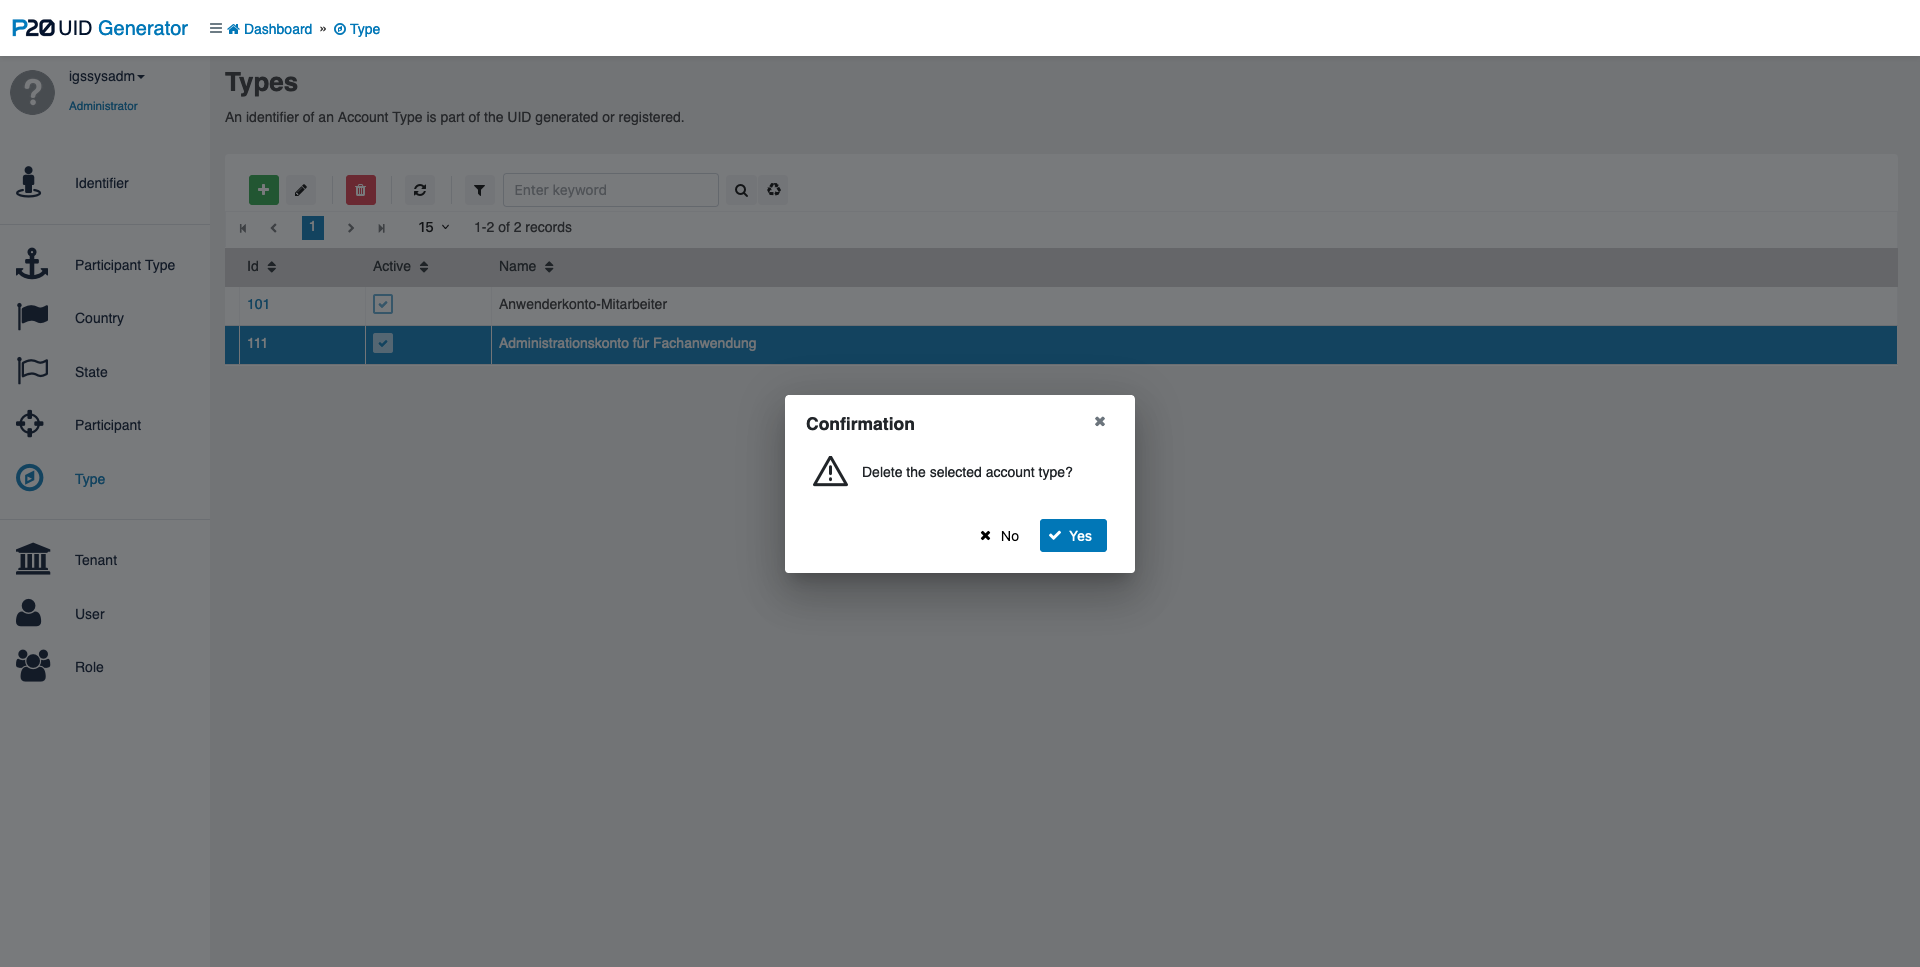 P20 UID Generator
Dashboard » Type
igssysadm
Administrator
Identifier
Participant Type
Country
State
Participant
Type
Tenant
User
Role
Types
An identifier of an Account Type is part of the UID generated or registered.
Enter keyword
1 15 1-2 of 2 records
Id Active Name
101 Anwenderkonto-Mitarbeiter
111 Administrationskonto für Fachanwendung
Confirmation
Delete the selected account type?
No Yes